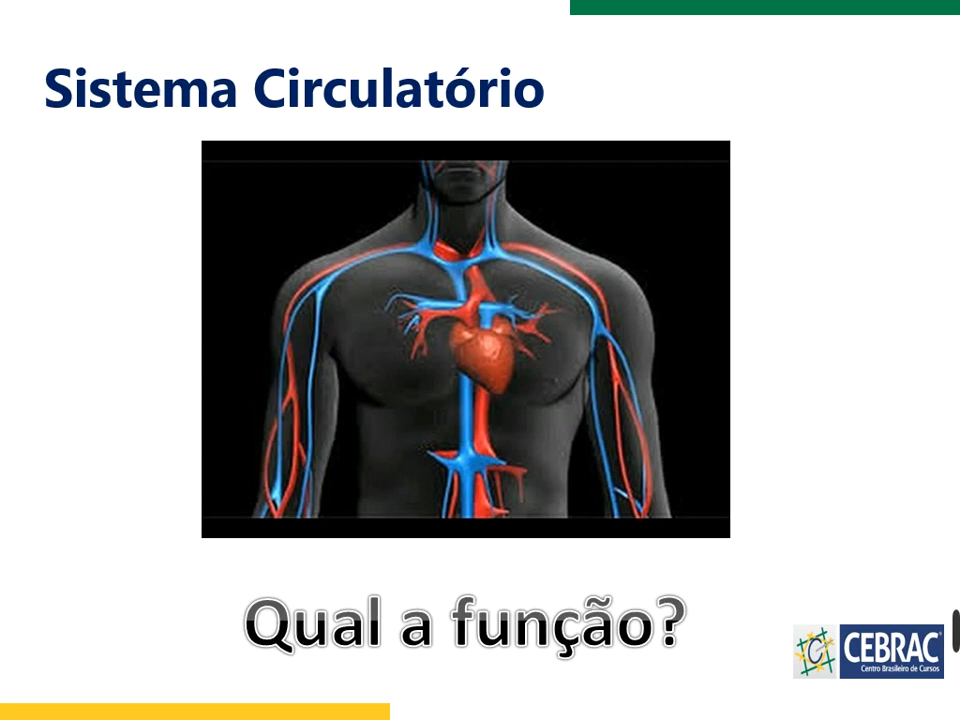 Sistema Circulatório
Qual a função?
CEBRAC
Centro Brasileiro de Cursos